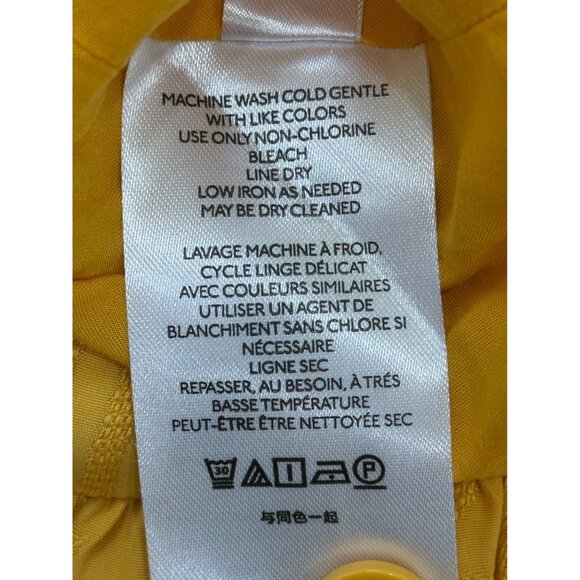 MACHINE WASH COLD GENTLE
WITH LIKE COLORS
USE ONLY NON-CHLORINE
BLEACH
LINE DRY
LOW IRON AS NEEDED
MAY BE DRY CLEANED
LAVAGE MACHINE À FROID,
CYCLE LINGE DÉLICAT
AVEC COULEURS SIMILAIRES
UTILISER UN AGENT DE
BLANCHIMENT SANS CHLORE SI
NÉCESSAIRE
LIGNE SEC
REPASSER, AU BESOIN, À TRÉS
BASSE TEMPÉRATURE
PEUT-ÊTRE ÊTRE NETTOYÉE SEC
30 P
与同色一起